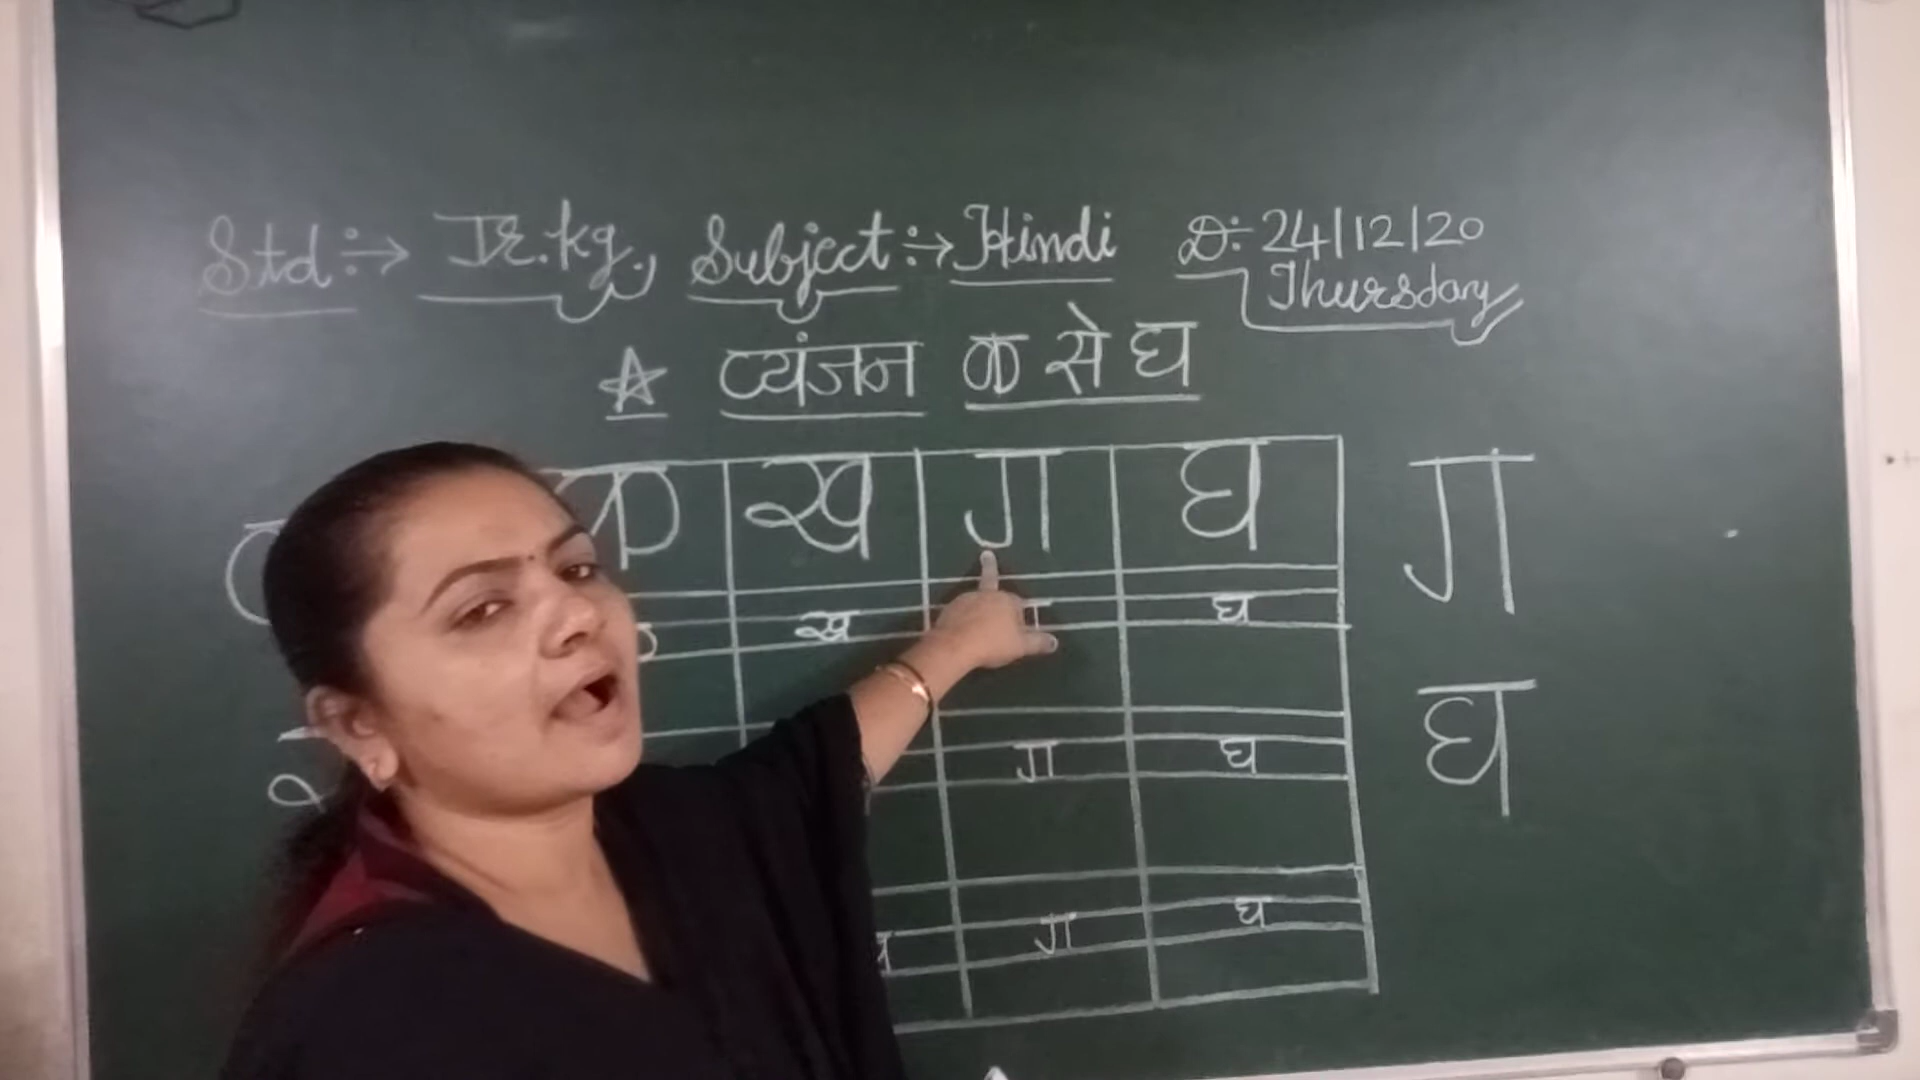 Std :→ Jr.kg., Subject :→ Hindi D:- 24/12/20
Thursday
☆ व्यंजन क से घ
क ख ग घ
ख ग घ
ग घ
ग घ
ग
घ